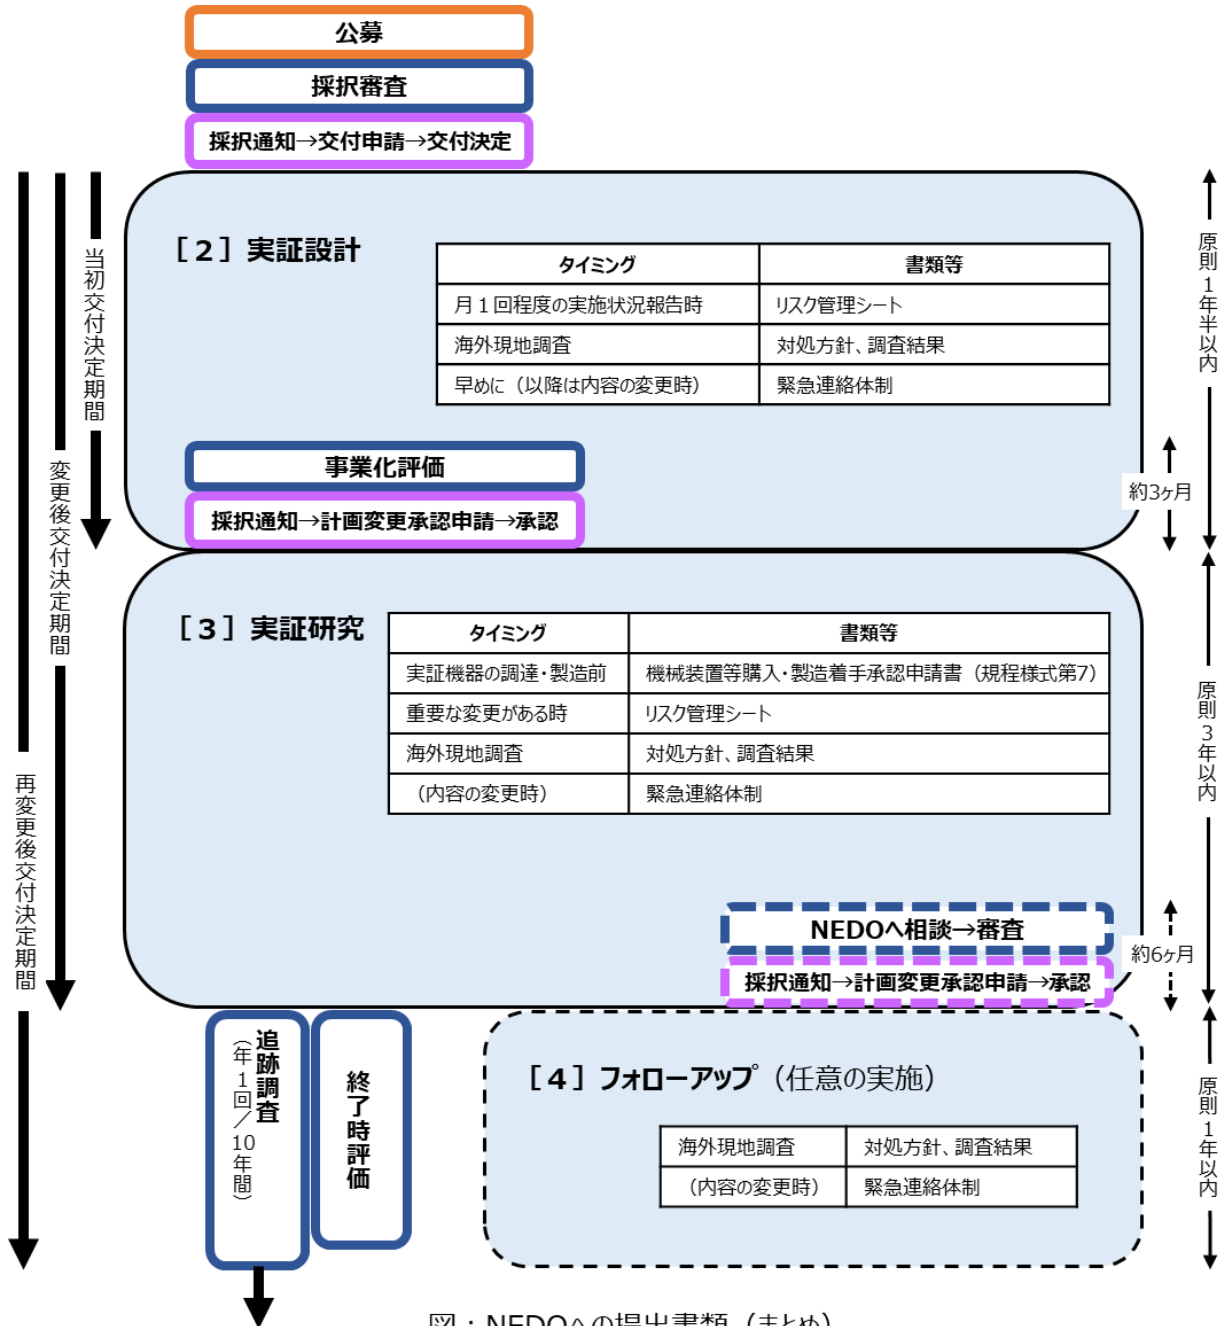 公募
採択審査
採択通知→交付申請→交付決定
当初交付決定期間
変更後交付決定期間
再変更後交付決定期間
［2］実証設計
タイミング 書類等
月1回程度の実施状況報告時 リスク管理シート
海外現地調査 対処方針、調査結果
早めに（以降は内容の変更時） 緊急連絡体制
原則1年半以内
事業化評価
採択通知→計画変更承認申請→承認
約3ヶ月
［3］実証研究
タイミング 書類等
実証機器の調達・製造前 機械装置等購入・製造着手承認申請書（規程様式第7）
重要な変更がある時 リスク管理シート
海外現地調査 対処方針、調査結果
（内容の変更時） 緊急連絡体制
原則3年以内
NEDOへ相談→審査
採択通知→計画変更承認申請→承認
約6ヶ月
追跡調査
（年1回／10年間）
終了時評価
［4］フォローアップ（任意の実施）
海外現地調査 対処方針、調査結果
（内容の変更時） 緊急連絡体制
原則1年以内
図：NEDOへの提出書類（まとめ）